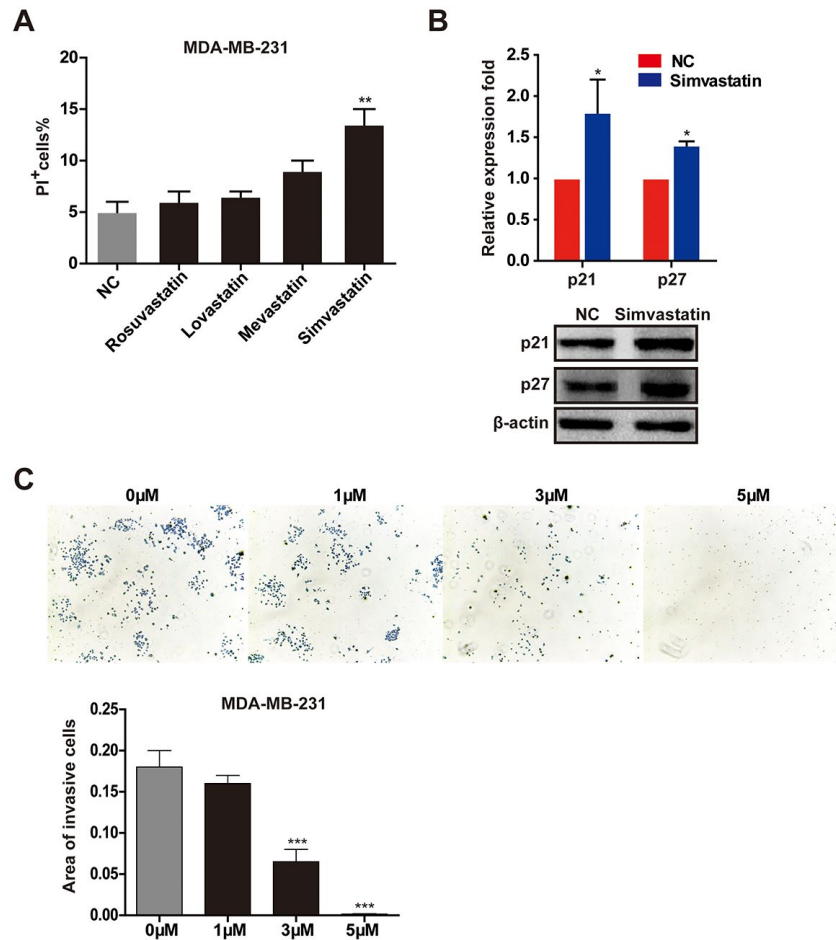 A
MDA-MB-231
PI+cells%
20
15
10
5
0
**
NC
Rosuvastatin
Lovastatin
Mevastatin
Simvastatin
B
Relative expression fold
2.5
2.0
1.5
1.0
0.5
0.0
NC
Simvastatin
*
*
p21
p27
NC Simvastatin
p21
p27
β-actin
C
0μM 1μM 3μM 5μM
MDA-MB-231
Area of invasive cells
0.25
0.20
0.15
0.10
0.05
0.00
***
***
0μM 1μM 3μM 5μM